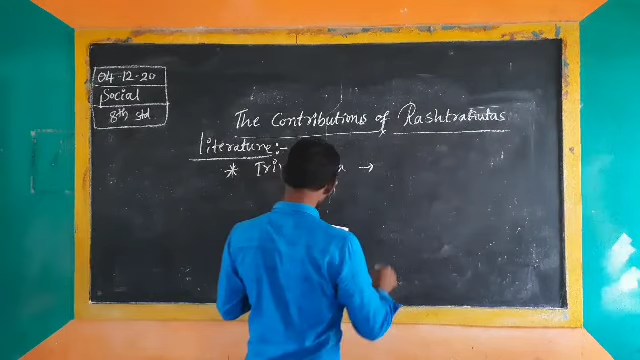 04-12-20
Social
8th std
The Contributions of Rashtrakutas
Literature:-
* →